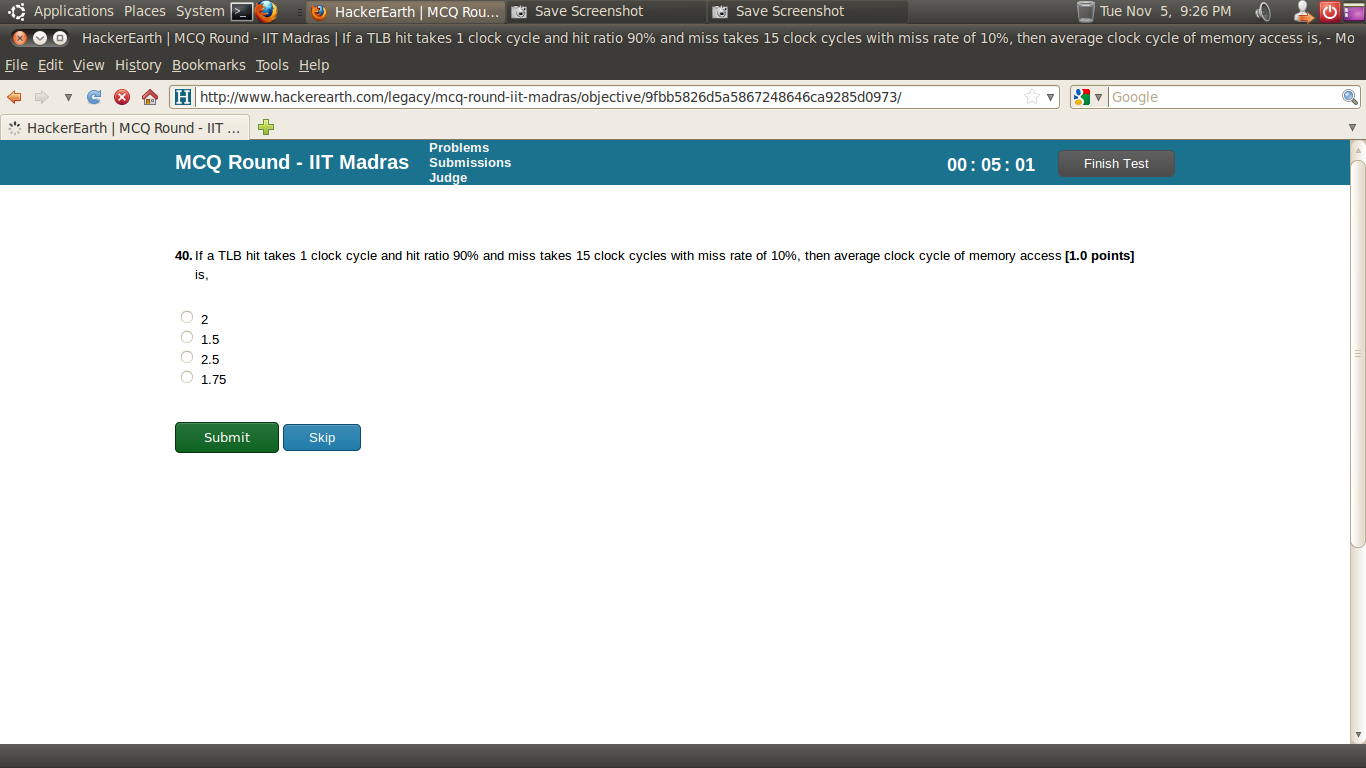 Applications Places System HackerEarth | MCQ Rou... Save Screenshot Save Screenshot Tue Nov 5, 9:26 PM
HackerEarth | MCQ Round - IIT Madras | If a TLB hit takes 1 clock cycle and hit ratio 90% and miss takes 15 clock cycles with miss rate of 10%, then average clock cycle of memory access is, - Mo
File Edit View History Bookmarks Tools Help
H http://www.hackerearth.com/legacy/mcq-round-iit-madras/objective/9fbb5826d5a5867248646ca9285d0973/ Google
HackerEarth | MCQ Round - IIT ...
Problems
MCQ Round - IIT Madras Submissions 00 : 05 : 01 Finish Test
Judge
40. If a TLB hit takes 1 clock cycle and hit ratio 90% and miss takes 15 clock cycles with miss rate of 10%, then average clock cycle of memory access [1.0 points]
is,
2
1.5
2.5
1.75
Submit Skip